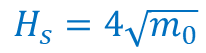 H_s = 4√m_0